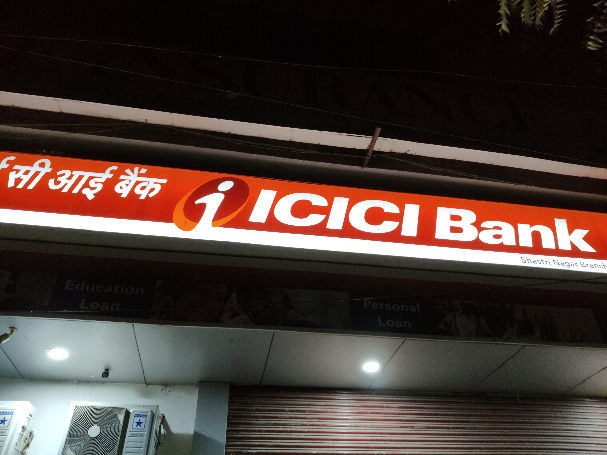 सी आई बैंक
i ICICI Bank
Shastri Nagar Branch
Education
Loan
Personal
Loan